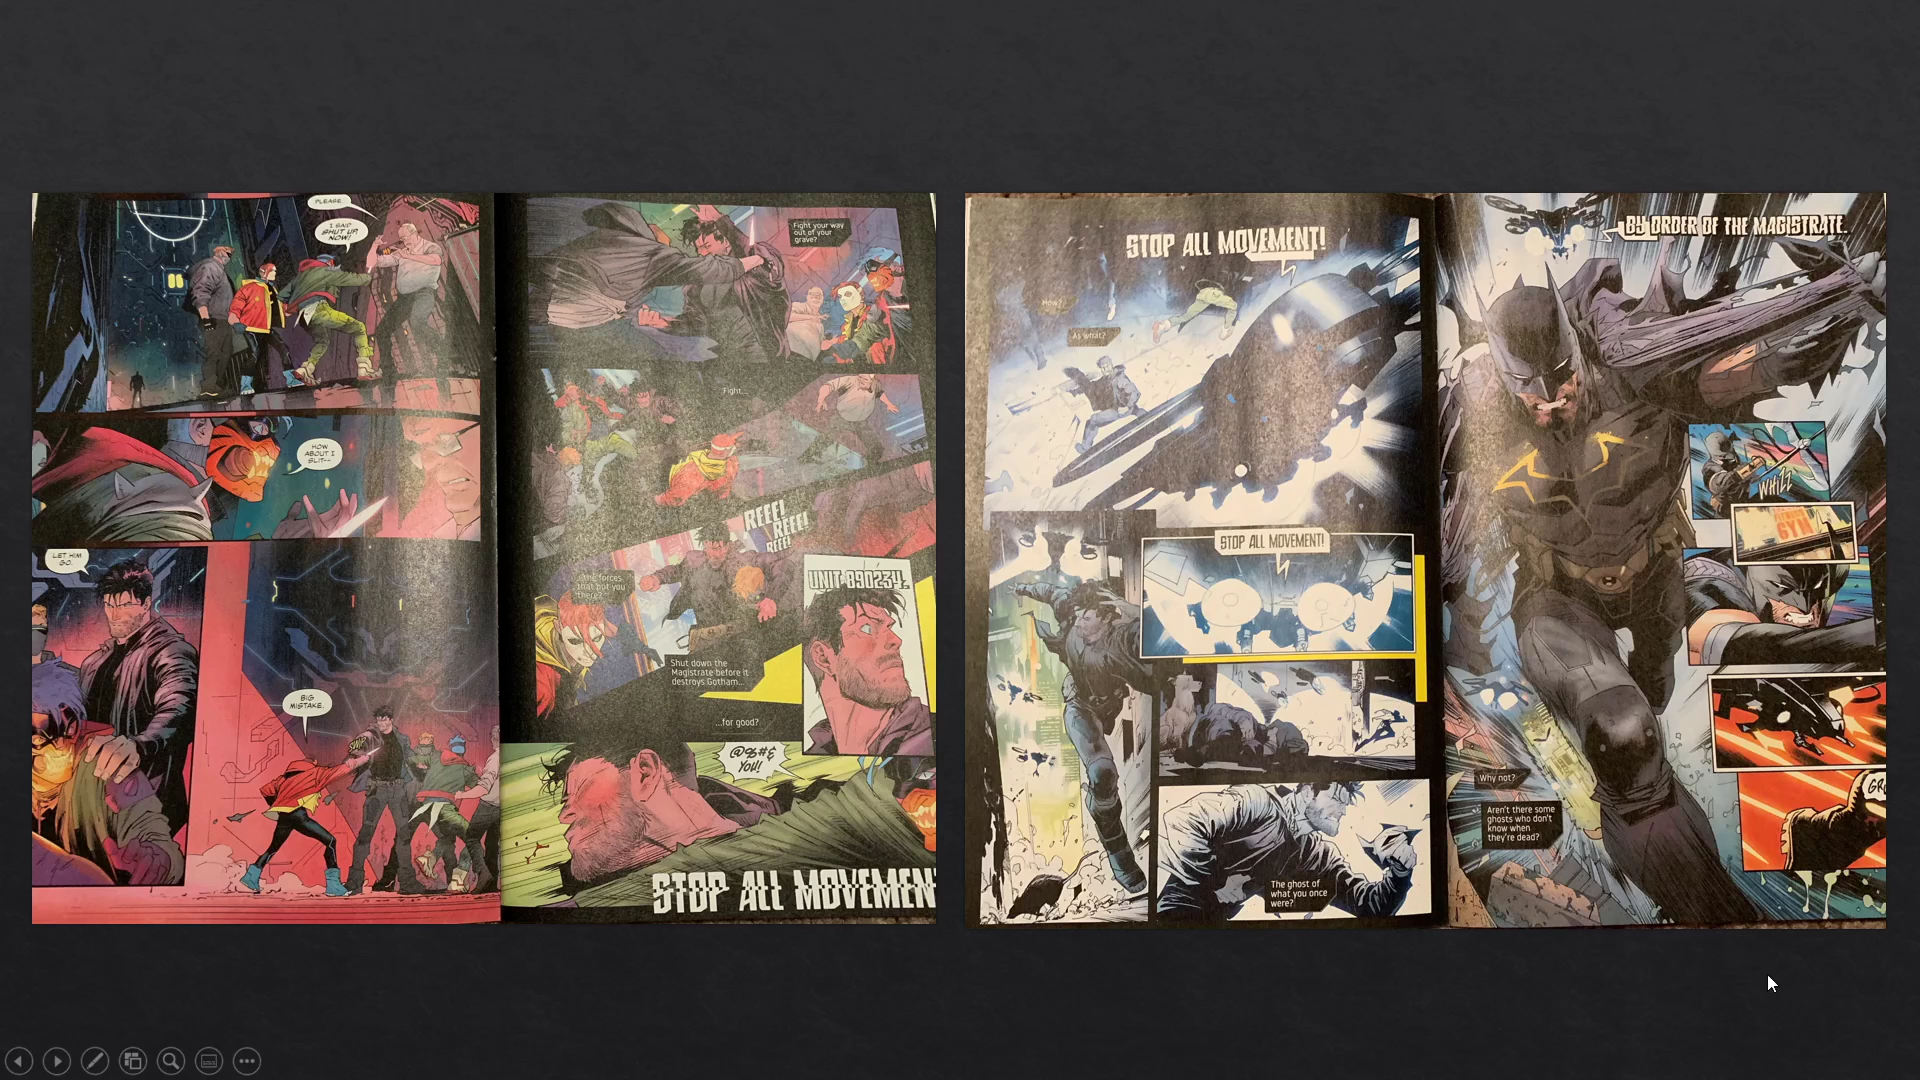 PLEASE.
I SAID
SHUT UP,
NOW!
HOW
ABOUT I
SLIT--
LET HIM
GO.
BIG
MISTAKE.
Fight your way
out of your
grave?
Fight...
REEE!
REEE!
REEE!
...the forces
that put you
there?
UNIT 890234.
Shut down the
Magistrate before it
destroys Gotham...
...for good?
@%#&
YOU!
STOP ALL MOVEMEN
STOP ALL MOVEMENT!
How?
As what?
STOP ALL MOVEMENT!
The ghost of
what you once
were?
BY ORDER OF THE MAGISTRATE.
WHIZZ
GYM
Why not?
Aren't there some
ghosts who don't
know when
they're dead?